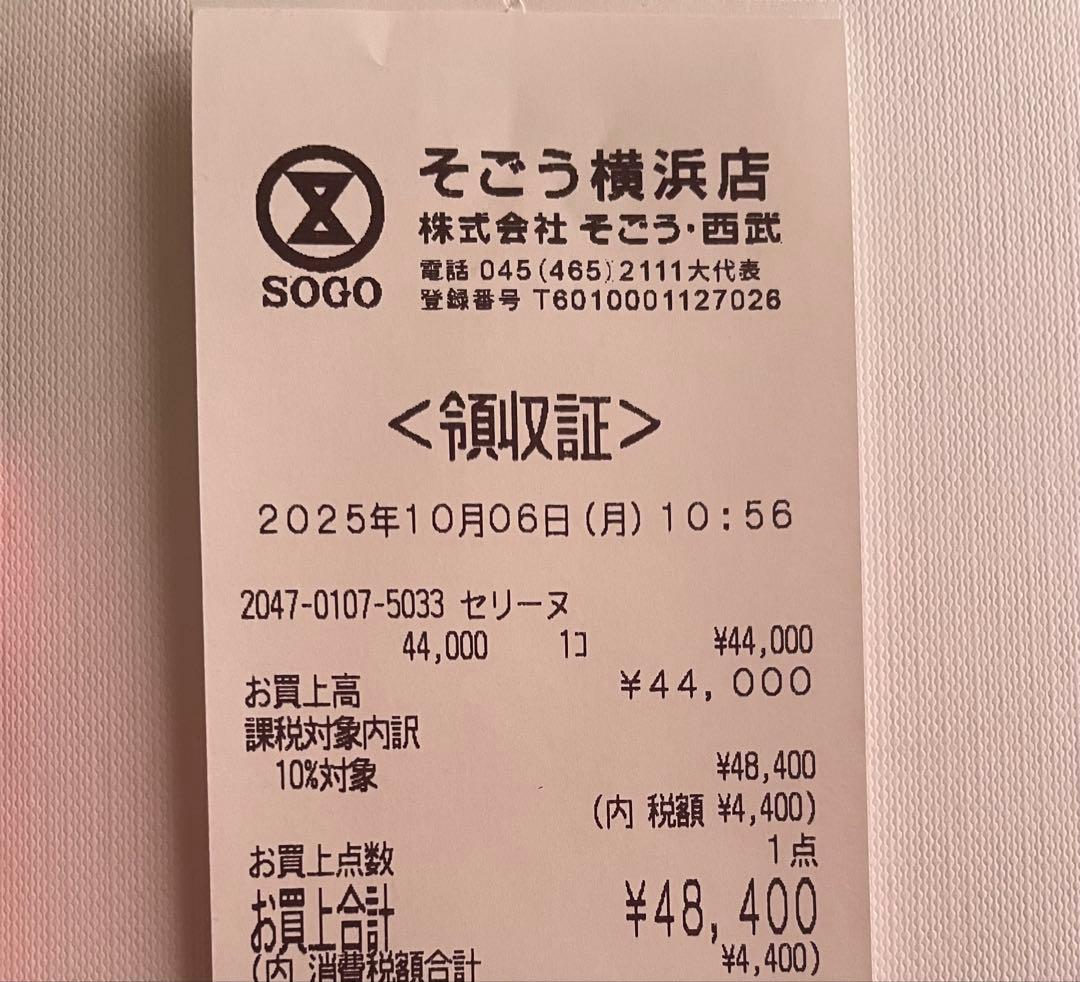 そごう横浜店
株式会社 そごう・西武
電話 045(465)2111大代表
登録番号 T6010001127026
SOGO
<領収証>
2025年10月06日(月)10:56
2047-0107-5033 セリーヌ
44,000 1コ ¥44,000
お買上高 ¥44,000
課税対象内訳
10%対象 ¥48,400
(内 税額 ¥4,400)
お買上点数 1点
お買上合計 ¥48,400
(内 消費税額合計 ¥4,400)